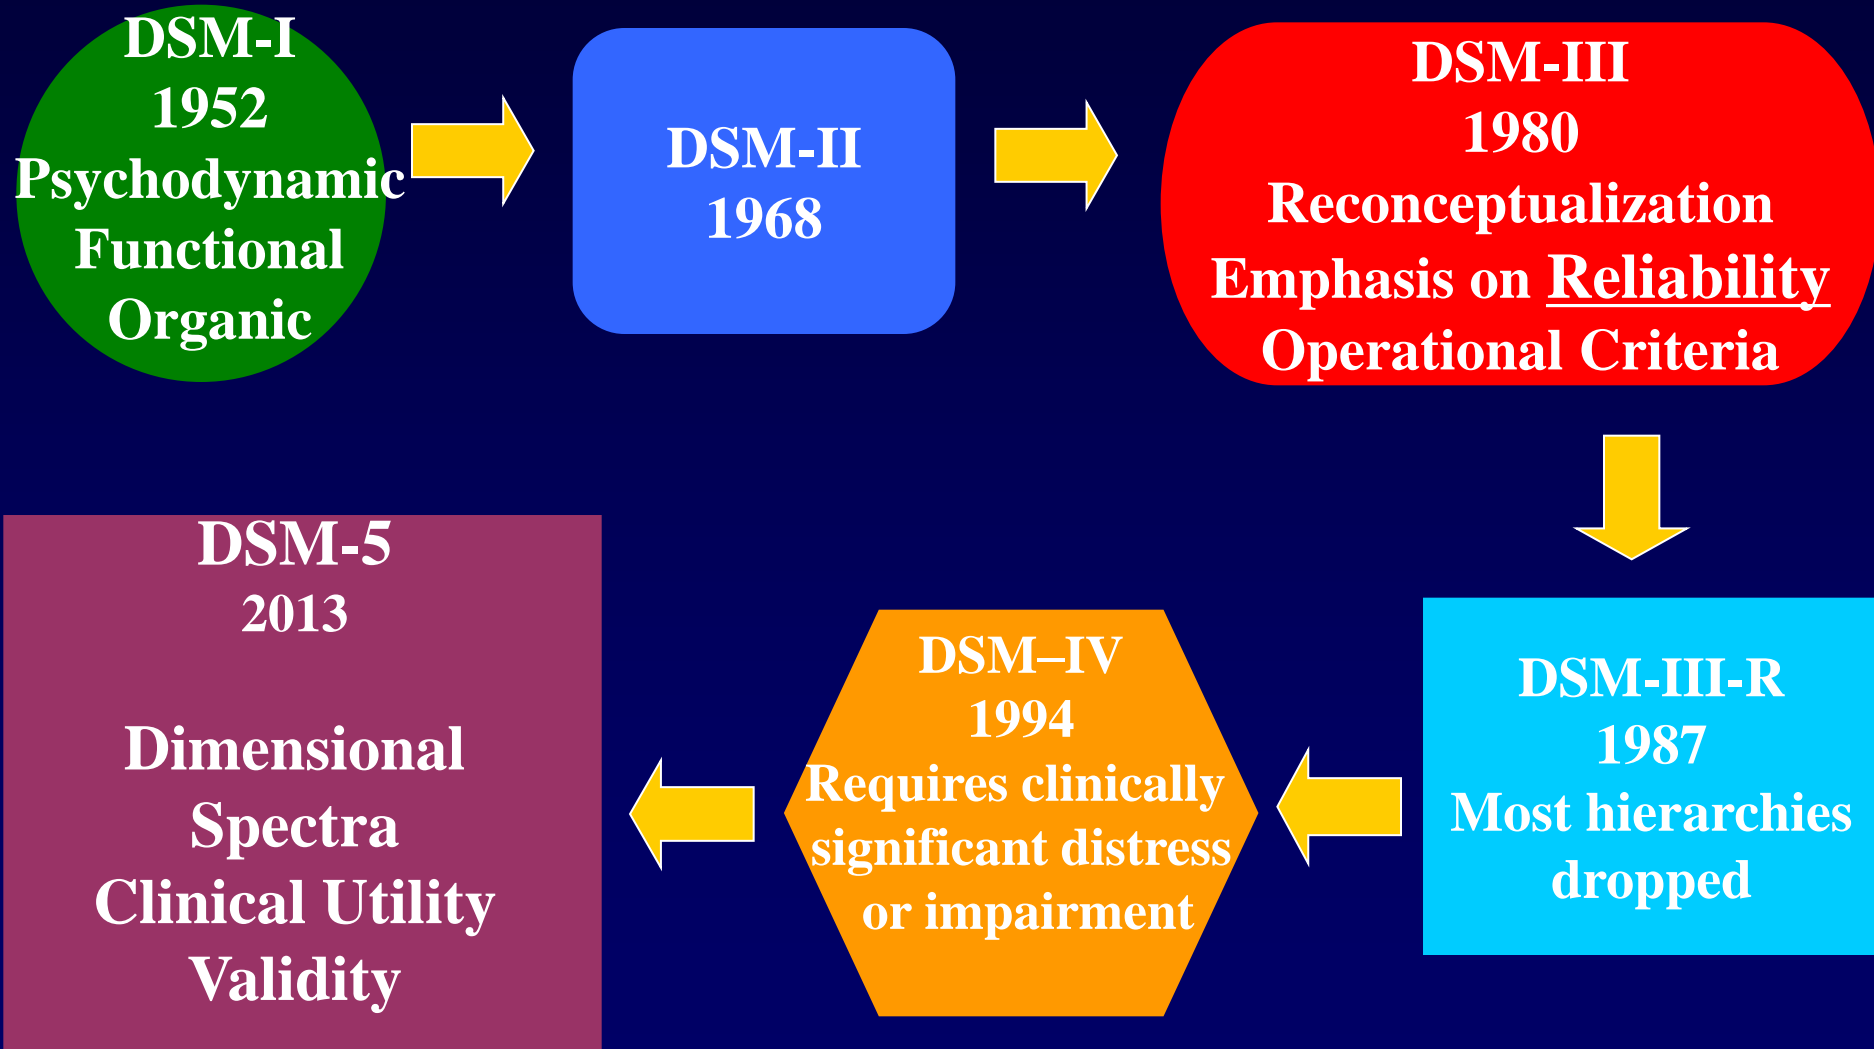 DSM-I
1952
Psychodynamic
Functional
Organic
DSM-II
1968
DSM-III
1980
Reconceptualization
Emphasis on Reliability
Operational Criteria
DSM-III-R
1987
Most hierarchies
dropped
DSM–IV
1994
Requires clinically
significant distress
or impairment
DSM-5
2013
Dimensional
Spectra
Clinical Utility
Validity